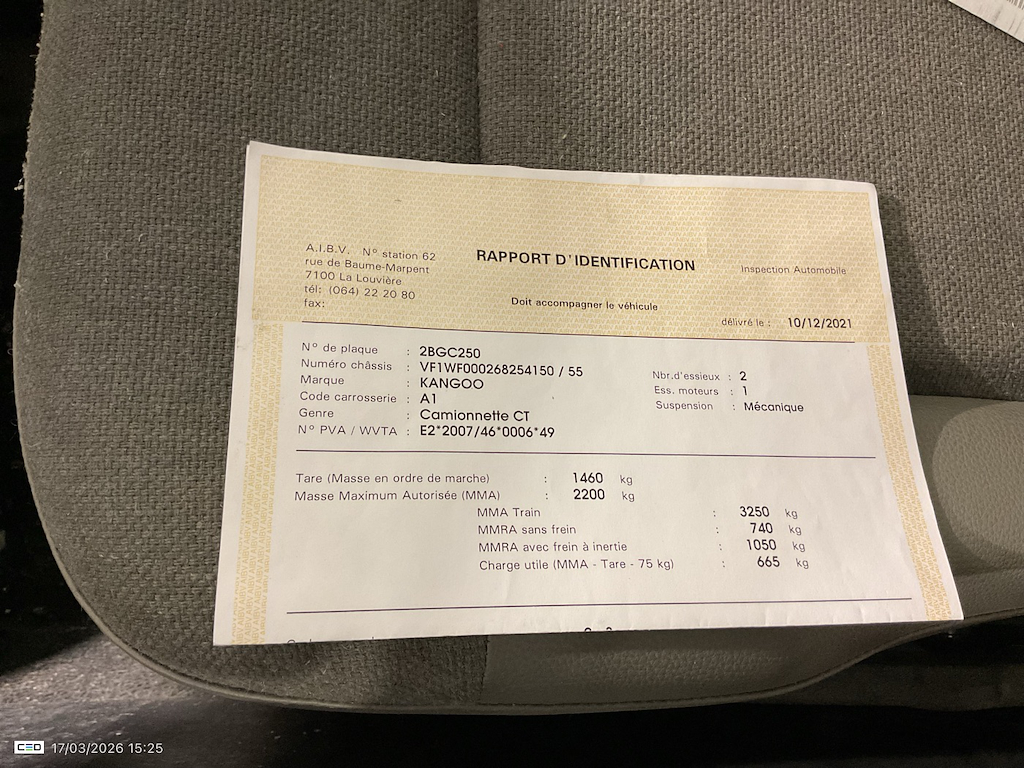 A.I.B.V. N° station 62
rue de Baume-Marpent
7100 La Louvière
tél: (064) 22 20 80
fax:
RAPPORT D'IDENTIFICATION
Doit accompagner le véhicule
Inspection Automobile
délivré le : 10/12/2021
N° de plaque : 2BGC250
Numéro châssis : VF1WF000268254150 / 55
Marque : KANGOO
Code carrosserie : A1
Genre : Camionnette CT
N° PVA / WVTA : E2*2007/46*0006*49
Nbr.d'essieux : 2
Ess. moteurs : 1
Suspension : Mécanique
Tare (Masse en ordre de marche) : 1460 kg
Masse Maximum Autorisée (MMA) : 2200 kg
MMA Train : 3250 kg
MMRA sans frein : 740 kg
MMRA avec frein à inertie : 1050 kg
Charge utile (MMA - Tare - 75 kg) : 665 kg
CEO 17/03/2026 15:25